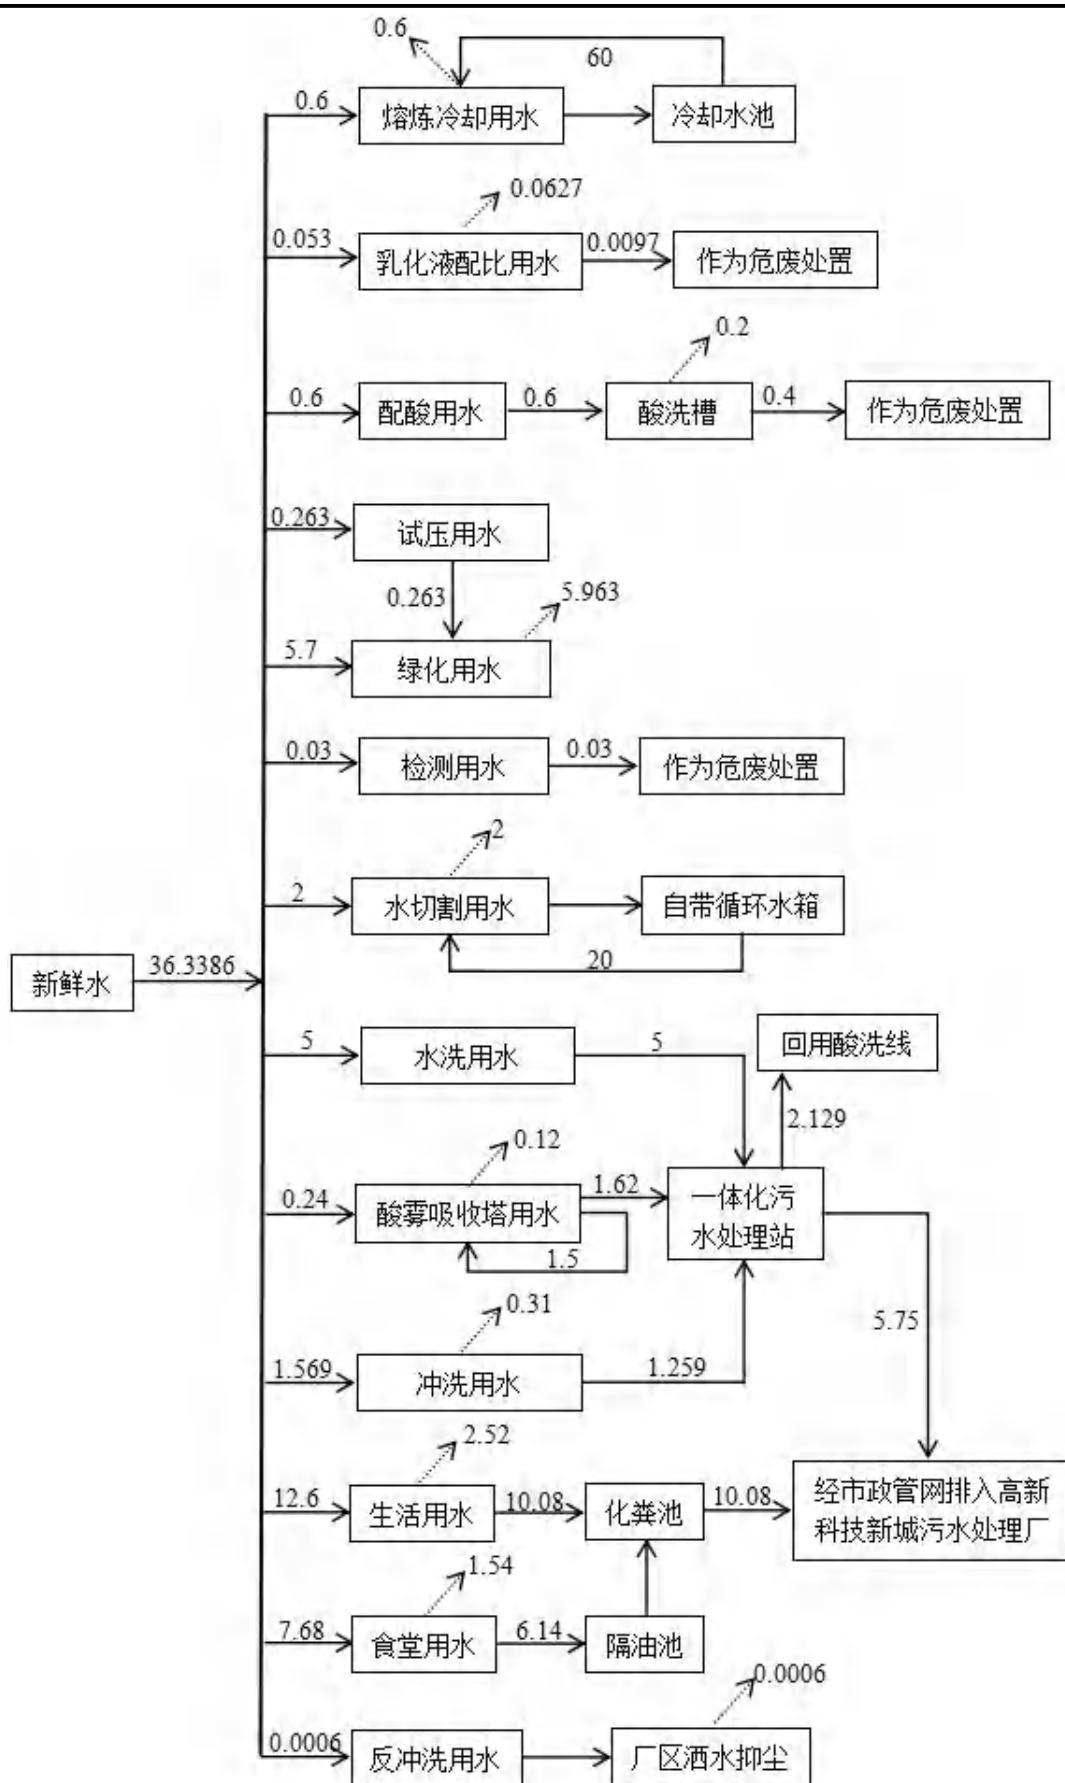 0.6
60
0.6
熔炼冷却用水
冷却水池
0.0627
0.053
乳化液配比用水
0.0097
作为危废处置
0.2
0.6
配酸用水
0.6
酸洗槽
0.4
作为危废处置
0.263
试压用水
0.263
5.963
5.7
绿化用水
0.03
检测用水
0.03
作为危废处置
2
2
水切割用水
自带循环水箱
20
新鲜水
36.3386
5
水洗用水
5
回用酸洗线
2.129
0.12
0.24
酸雾吸收塔用水
1.62
1.5
一体化污
水处理站
0.31
5.75
1.569
冲洗用水
1.259
2.52
12.6
生活用水
10.08
化粪池
10.08
经市政管网排入高新
科技新城污水处理厂
1.54
7.68
食堂用水
6.14
隔油池
0.0006
0.0006
反冲洗用水
厂区洒水抑尘